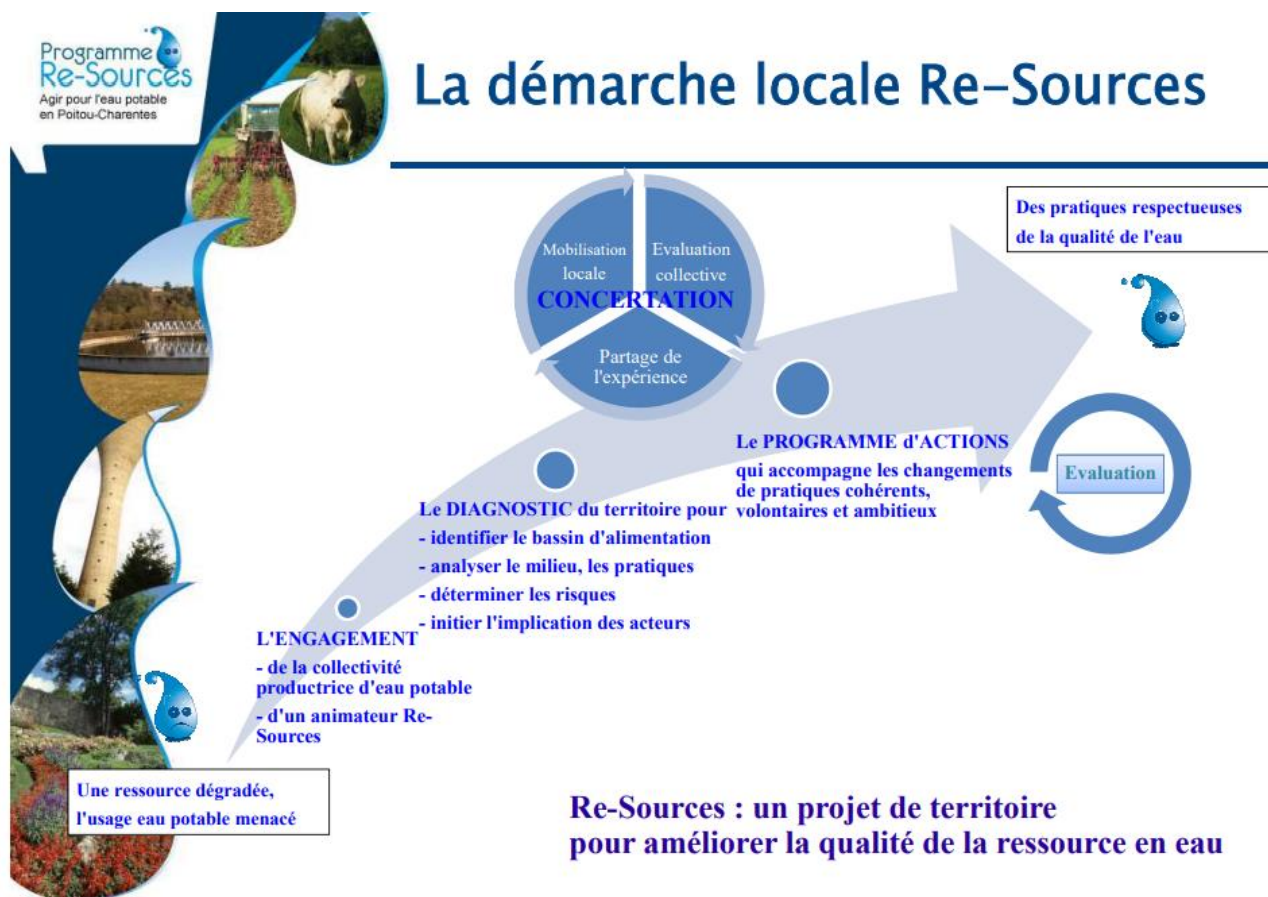 Programme
Re-Sources
Agir pour l'eau potable
en Poitou-Charentes
La démarche locale Re-Sources
Mobilisation
locale
Evaluation
collective
CONCERTATION
Partage de
l'expérience
Des pratiques respectueuses
de la qualité de l'eau
Le PROGRAMME d'ACTIONS
qui accompagne les changements
de pratiques cohérents,
volontaires et ambitieux
Evaluation
Le DIAGNOSTIC du territoire pour
- identifier le bassin d'alimentation
- analyser le milieu, les pratiques
- déterminer les risques
- initier l'implication des acteurs
L'ENGAGEMENT
- de la collectivité
productrice d'eau potable
- d'un animateur Re-
Sources
Une ressource dégradée,
l'usage eau potable menacé
Re-Sources : un projet de territoire
pour améliorer la qualité de la ressource en eau